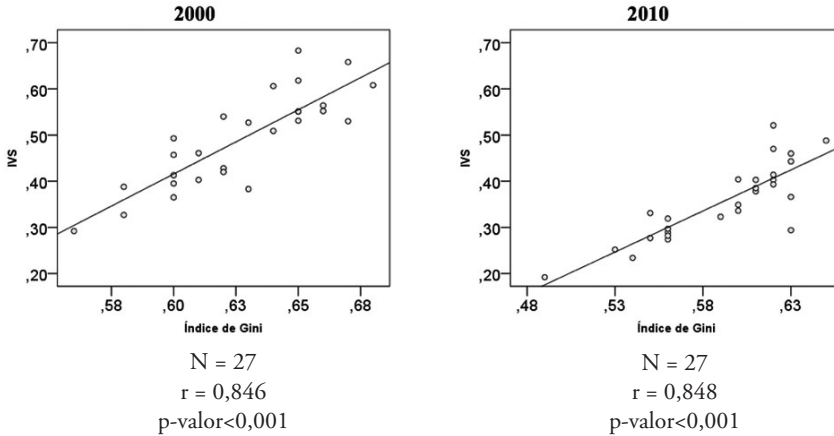 2000
,70
,60
,50
,40
,30
,20
IVS
,58 ,60 ,63 ,65 ,68
Índice de Gini
N = 27
r = 0,846
p-valor<0,001
2010
,70
,60
,50
,40
,30
,20
IVS
,48 ,53 ,58 ,63
Índice de Gini
N = 27
r = 0,848
p-valor<0,001